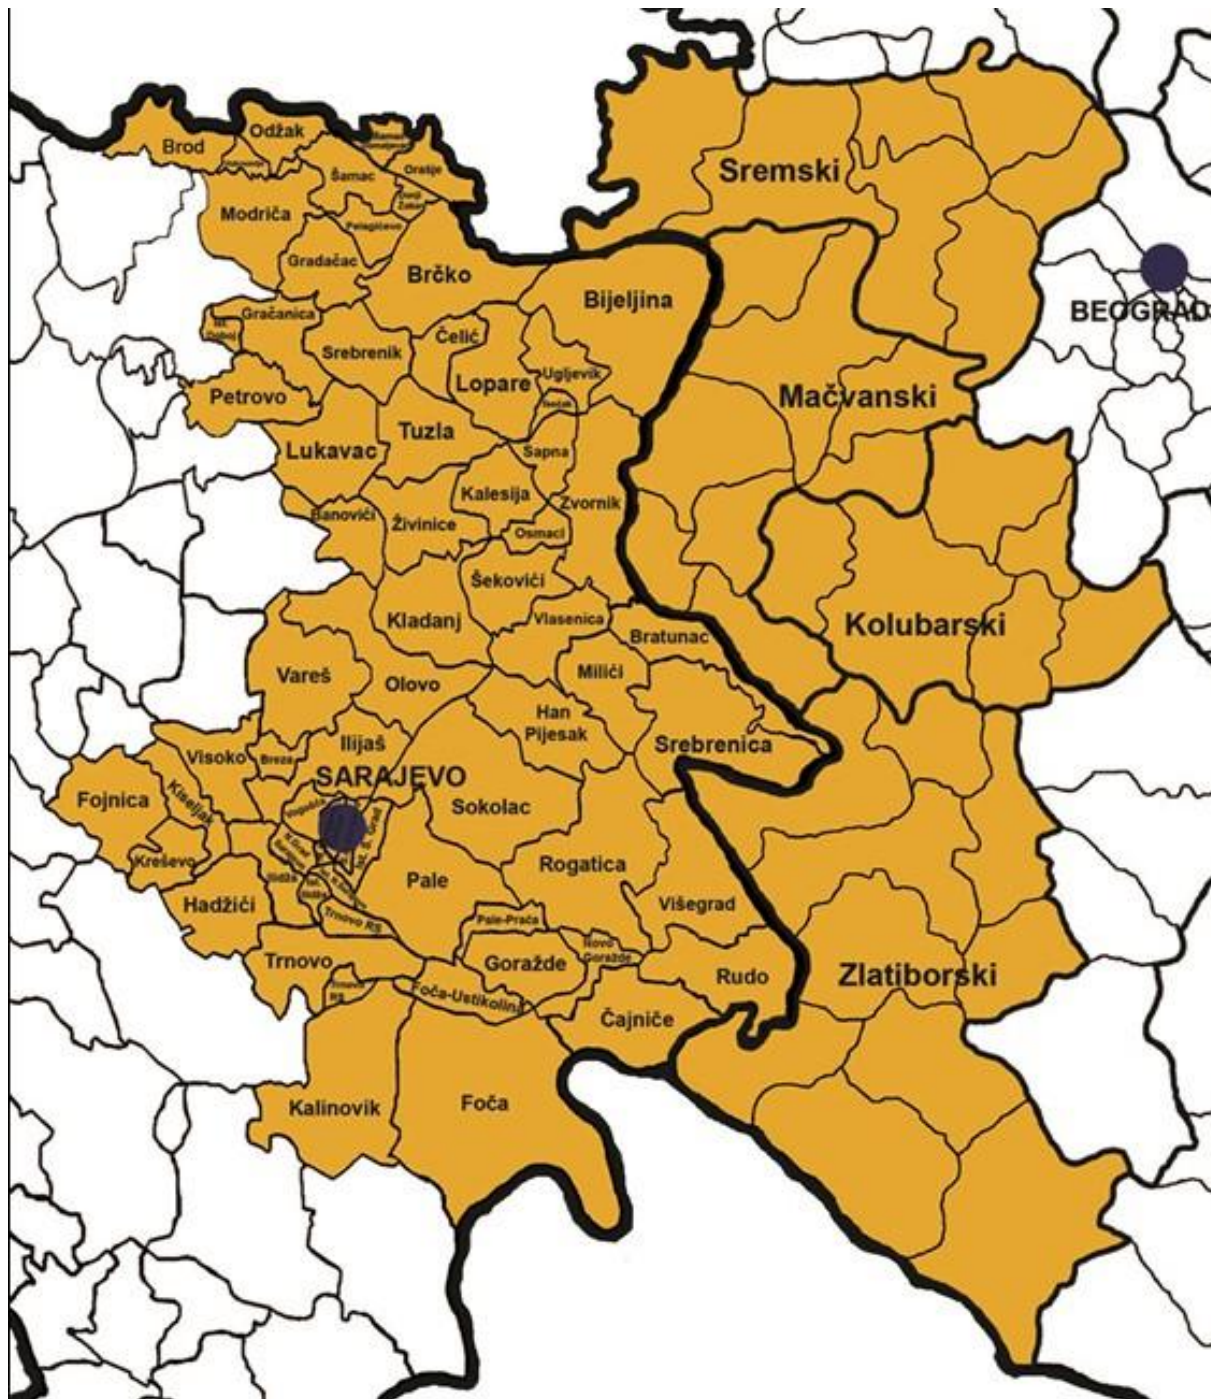 Brod
Odžak
Šamac
Orašje
Sremski
Modriča
Pelagićevo
Gradačac
Brčko
Bijeljina
BEOGRAD
Gračanica
Čelić
Srebrenik
Ugljevik
Lopare
Petrovo
Mačvanski
Tuzla
Lukavac
Sapna
Kalesija
Zvornik
Banovići
Živinice
Osmaci
Šekovići
Kladanj
Vlasenica
Kolubarski
Bratunac
Vareš
Olovo
Milići
Han
Pijesak
Ilijaš
Srebrenica
Visoko
Breza
SARAJEVO
Fojnica
Kiseljak
Vogošća
Sokolac
Kreševo
Rogatica
Ilidža
Pale
Hadžići
Višegrad
Trnovo RS
Pale-Prača
Novo
Goražde
Trnovo
Goražde
Rudo
Zlatiborski
Foča-Ustikolina
Čajniče
Kalinovik
Foča